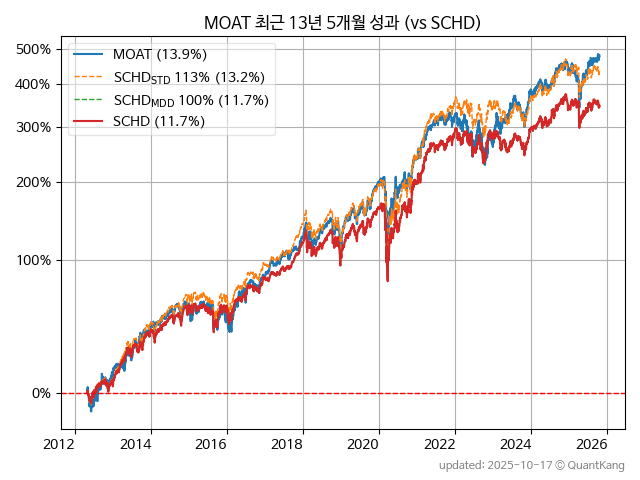 MOAT 최근 13년 5개월 성과 (vs SCHD)
500%
400%
300%
200%
100%
0%
MOAT (13.9%)
SCHD_STD 113% (13.2%)
SCHD_MDD 100% (11.7%)
SCHD (11.7%)
2012 2014 2016 2018 2020 2022 2024 2026
updated: 2025-10-17 © QuantKang